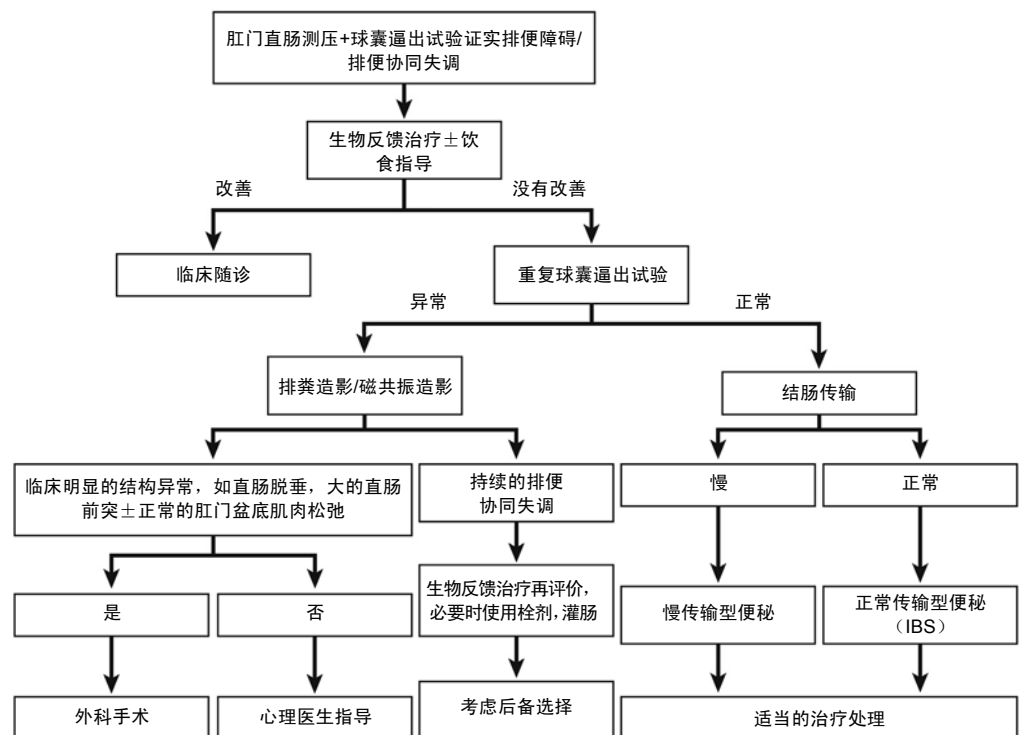 肛门直肠测压+球囊逼出试验证实排便障碍/
排便协同失调
生物反馈治疗±饮
食指导
改善
没有改善
临床随诊
重复球囊逼出试验
异常
正常
排粪造影/磁共振造影
结肠传输
临床明显的结构异常，如直肠脱垂，大的直肠
前突±正常的肛门盆底肌肉松弛
持续的排便
协同失调
慢
正常
是
否
生物反馈治疗再评价，
必要时使用栓剂，灌肠
慢传输型便秘
正常传输型便秘
（IBS）
外科手术
心理医生指导
考虑后备选择
适当的治疗处理